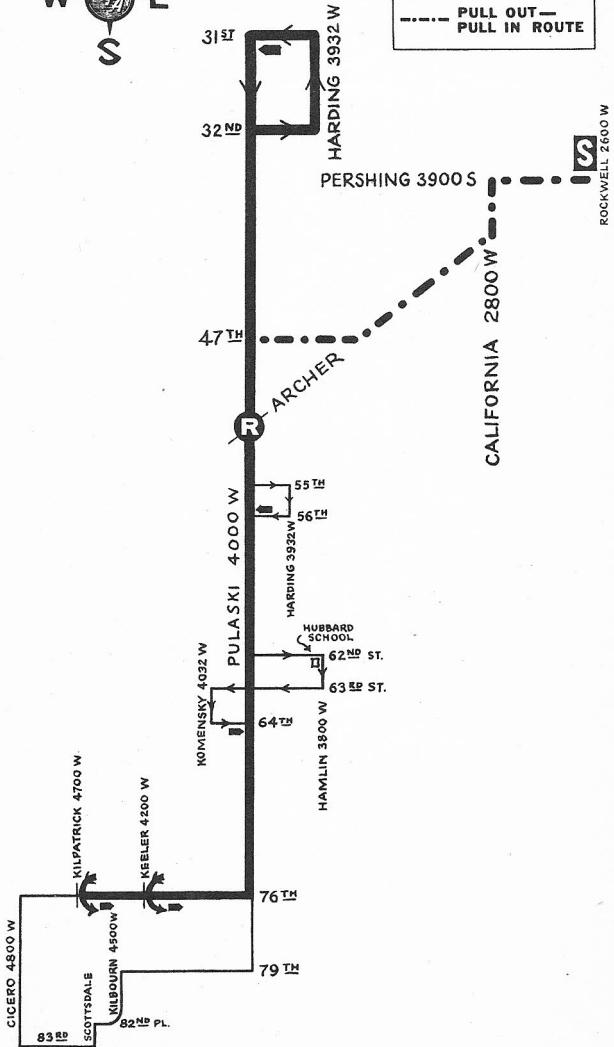 W
E
S
PULL OUT—
PULL IN ROUTE
31ST
HARDING 3932 W
32ND
S
ROCKWELL 2600 W
PERSHING 3900 S
CALIFORNIA 2800 W
47TH
ARCHER
R
55TH
56TH
HARDING 3932W
PULASKI 4000 W
HUBBARD
SCHOOL
62ND ST.
63RD ST.
KOMENSKY 4032 W
64TH
HAMLIN 3800 W
KILPATRICK 4700 W
KEELER 4200 W
76TH
CICERO 4800 W
KILBOURN 4500W
79TH
SCOTTSDALE
82ND PL.
83RD